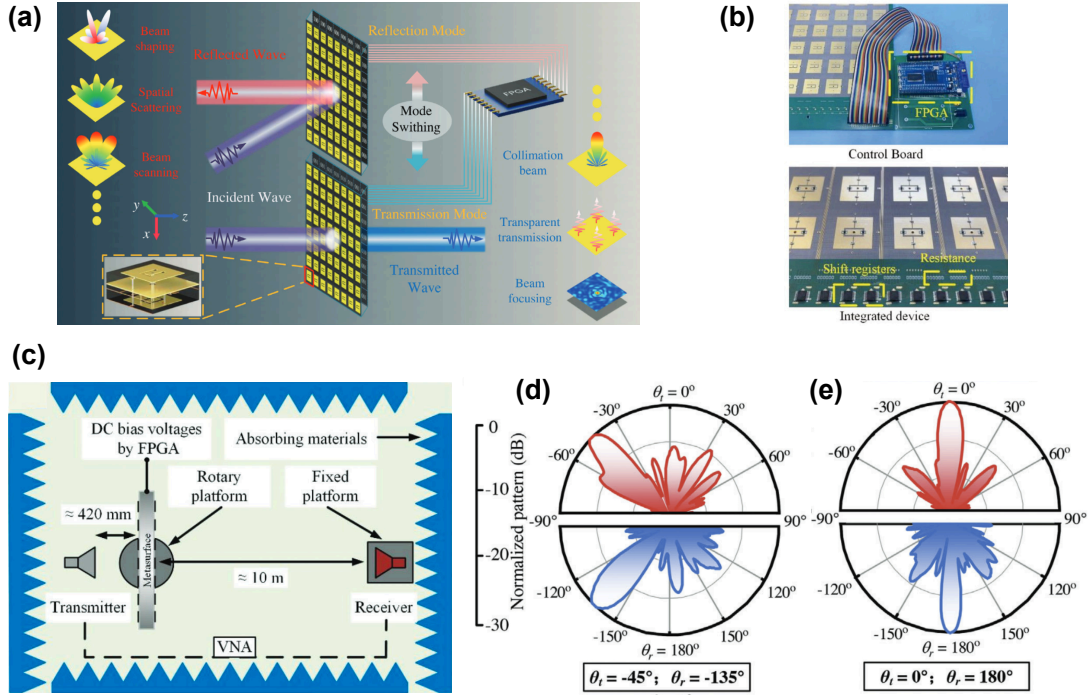 (a)
Beam
shaping
Spatial
Scattering
Beam
scanning
Reflected Wave
Reflection Mode
FPGA
Mode
Swithing
Incident Wave
y
z
x
Transmission Mode
Transmitted
Wave
Collimation
beam
Transparent
transmission
Beam
focusing
(b)
FPGA
Control Board
Shift registers
Resistance
Integrated device
(c)
DC bias voltages
by FPGA
Absorbing materials
Rotary
platform
Fixed
platform
≈ 420 mm
Metasurface
≈ 10 m
Transmitter
Receiver
VNA
(d)
0
-10
-20
-30
Normalized pattern (dB)
θt = 0°
-30°
30°
-60°
60°
-90°
-120°
120°
-150°
150°
θr = 180°
θt = -45°; θr = -135°
(e)
θt = 0°
-30°
30°
-60°
60°
-90°
90°
-120°
120°
-150°
150°
θr = 180°
θt = 0°; θr = 180°